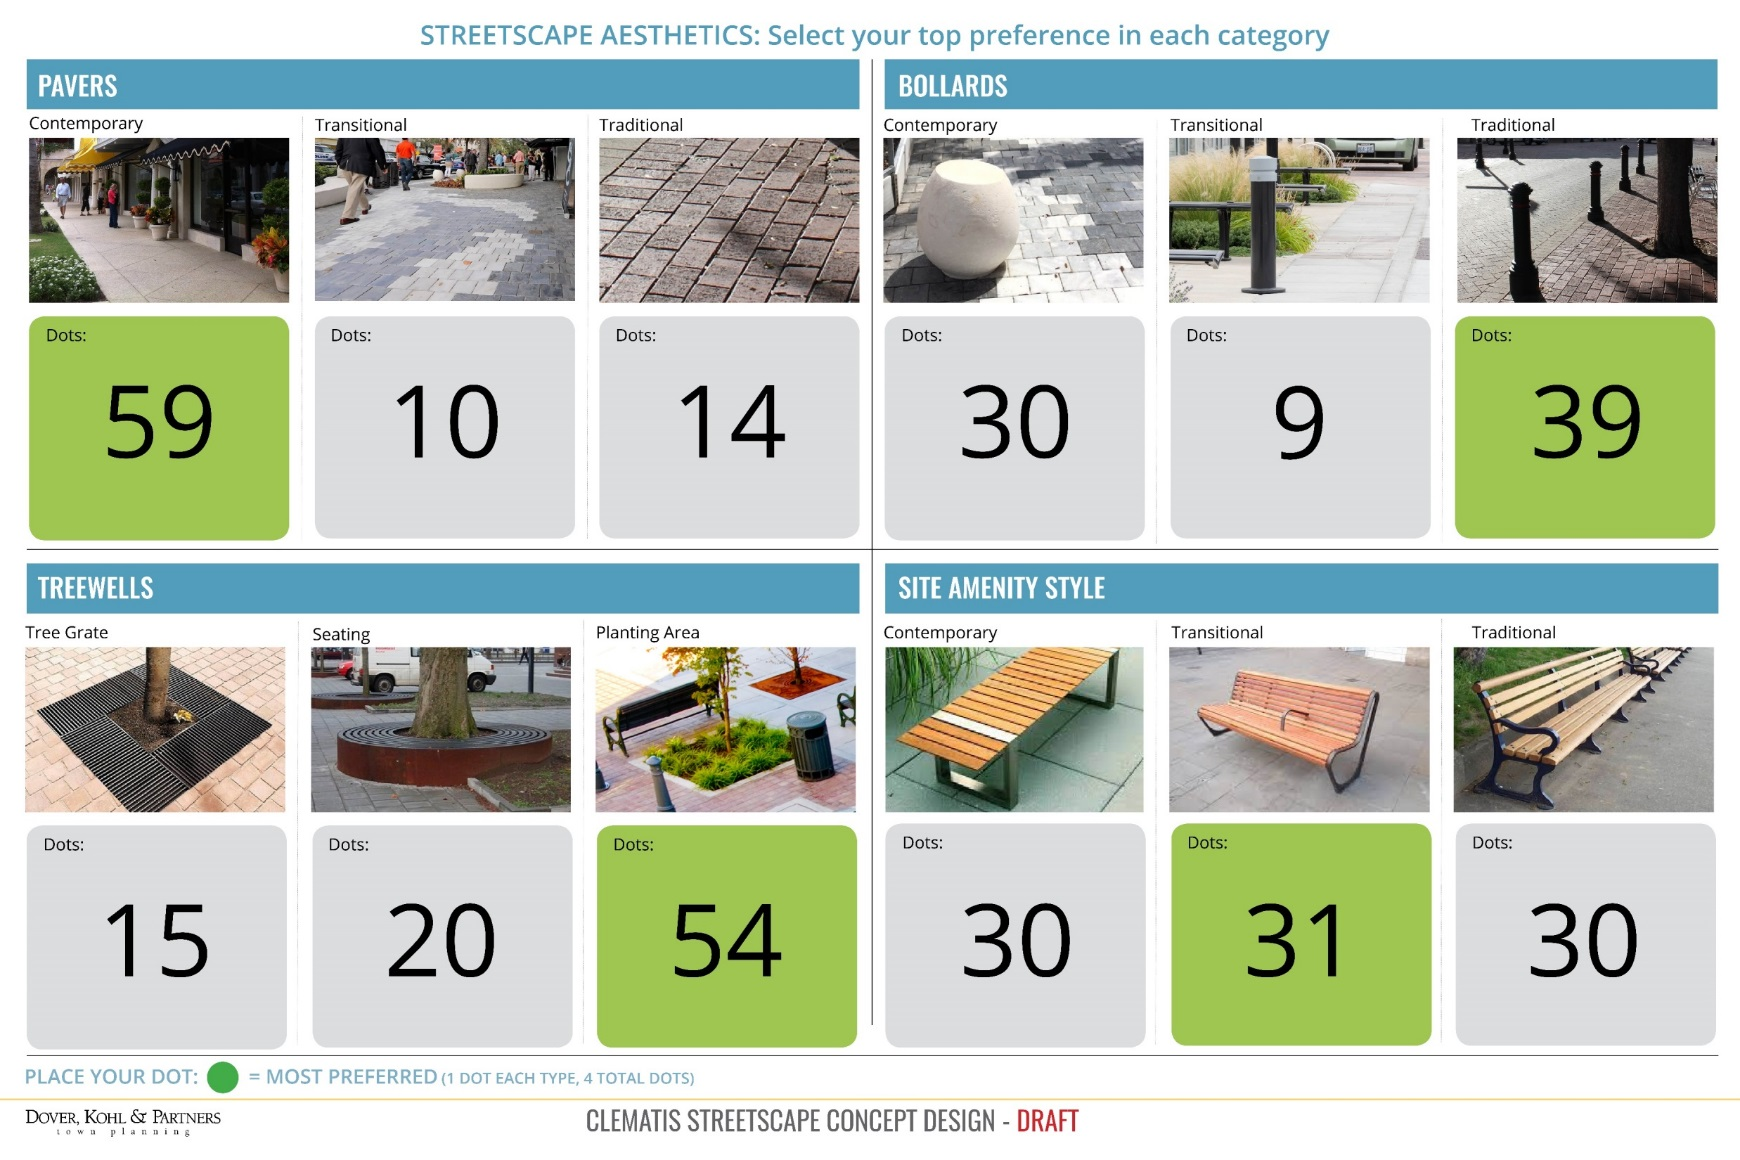 STREETSCAPE AESTHETICS: Select your top preference in each category
PAVERS
Contemporary
Transitional
Traditional
Dots:
59
Dots:
10
Dots:
14
BOLLARDS
Contemporary
Transitional
Traditional
Dots:
30
Dots:
9
Dots:
39
TREEWELLS
Tree Grate
Seating
Planting Area
Dots:
15
Dots:
20
Dots:
54
SITE AMENITY STYLE
Contemporary
Transitional
Traditional
Dots:
30
Dots:
31
Dots:
30
PLACE YOUR DOT: = MOST PREFERRED (1 DOT EACH TYPE, 4 TOTAL DOTS)
DOVER, KOHL & PARTNERS
town planning
CLEMATIS STREETSCAPE CONCEPT DESIGN - DRAFT